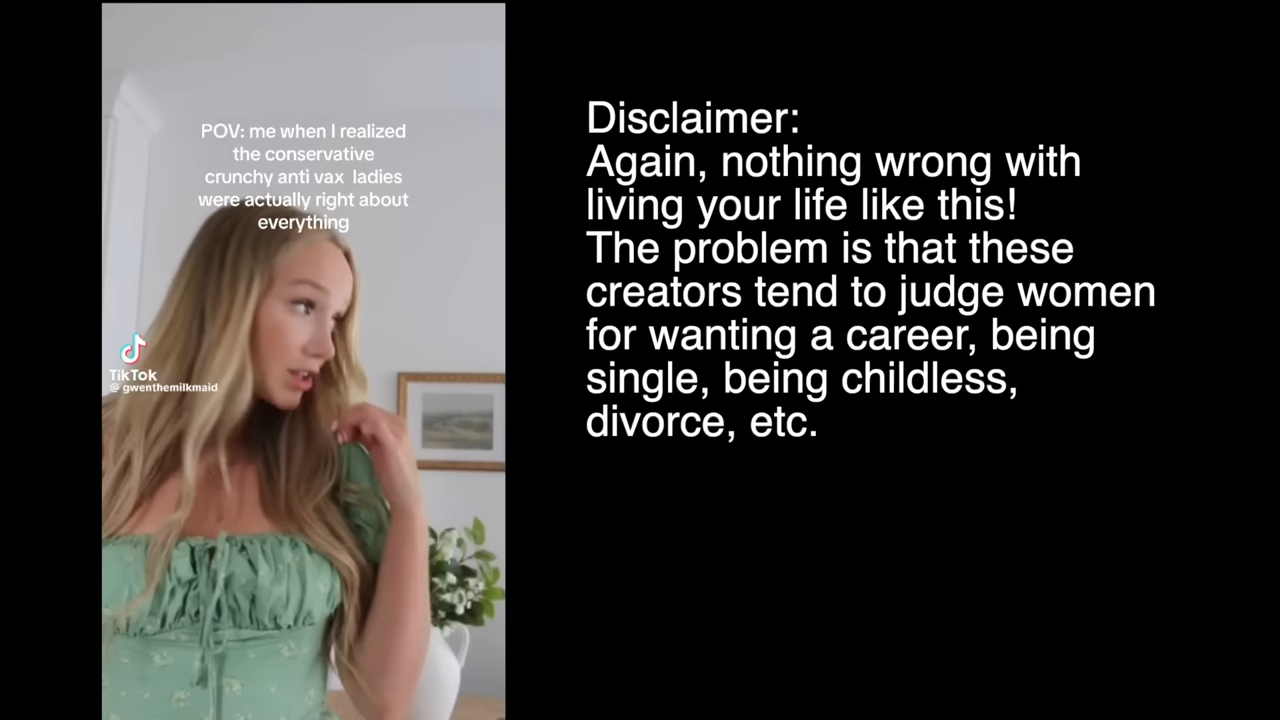 POV: me when I realized
the conservative
crunchy anti vax ladies
were actually right about
everything
TikTok
@ gwenthemilkmaid
Disclaimer:
Again, nothing wrong with
living your life like this!
The problem is that these
creators tend to judge women
for wanting a career, being
single, being childless,
divorce, etc.